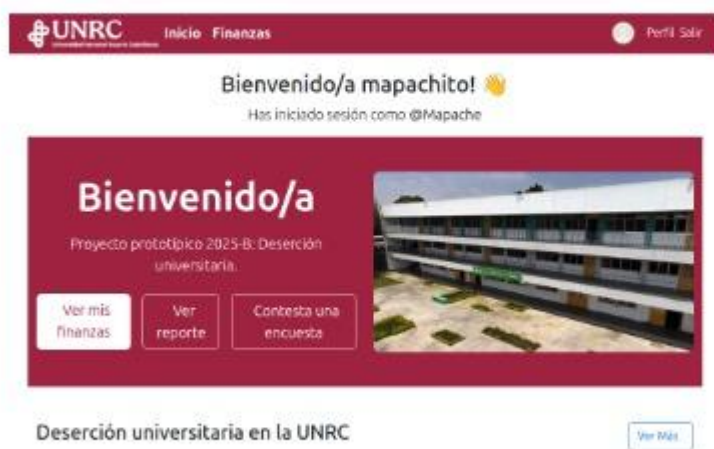 UNRC Inicio Finanzas Perfil Salir
Bienvenido/a mapachito! 👋
Has iniciado sesión como @Mapache
Bienvenido/a
Proyecto prototípico 2025-B: Deserción
universitaria.
Ver mis
finanzas
Ver
reporte
Contesta una
encuesta
Deserción universitaria en la UNRC
Ver Más